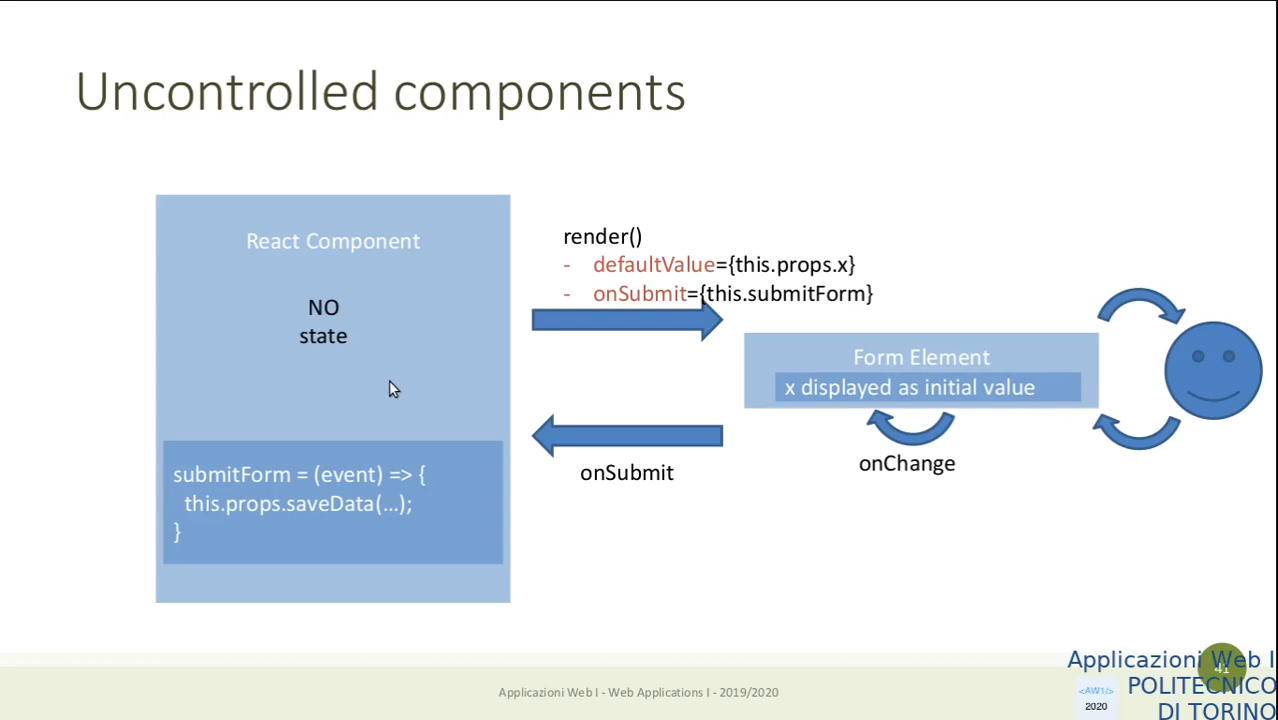 Uncontrolled components
React Component
NO
state
submitForm = (event) => {
this.props.saveData(...);
}
render()
- defaultValue={this.props.x}
- onSubmit={this.submitForm}
Form Element
x displayed as initial value
onChange
onSubmit
Applicazioni Web I - Web Applications I - 2019/2020
41
Applicazioni Web I
POLITECNICO
DI TORINO
<AW1/>
2020